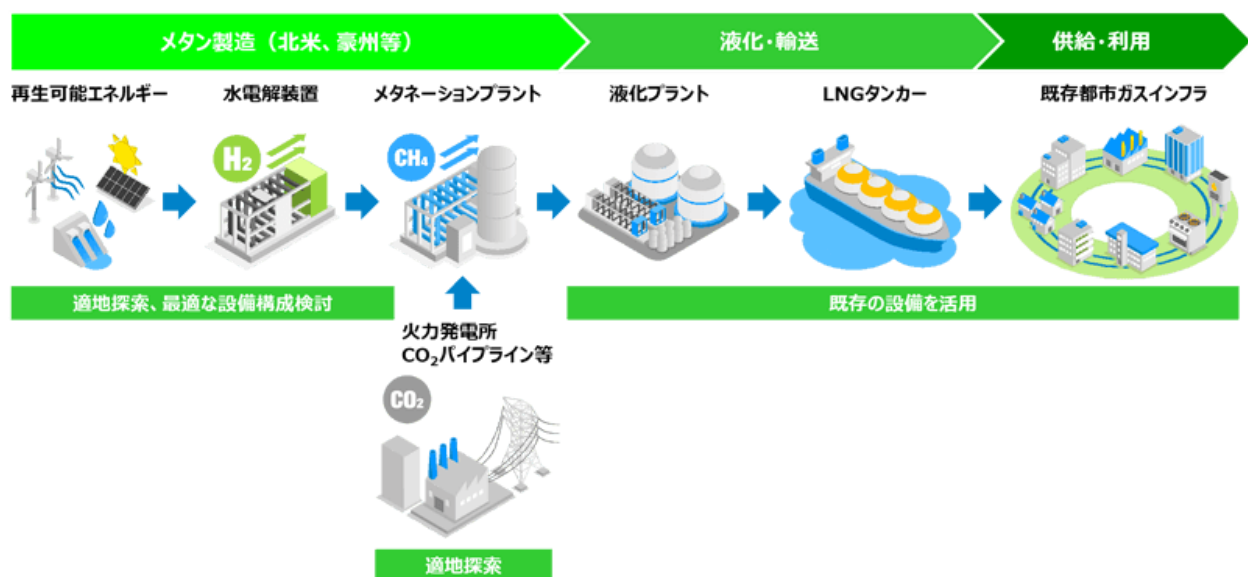 メタン製造（北米、豪州等）
液化・輸送
供給・利用
再生可能エネルギー
水電解装置
メタネーションプラント
液化プラント
LNGタンカー
既存都市ガスインフラ
H₂
CH₄
適地探索、最適な設備構成検討
既存の設備を活用
火力発電所
CO₂パイプライン等
CO₂
適地探索